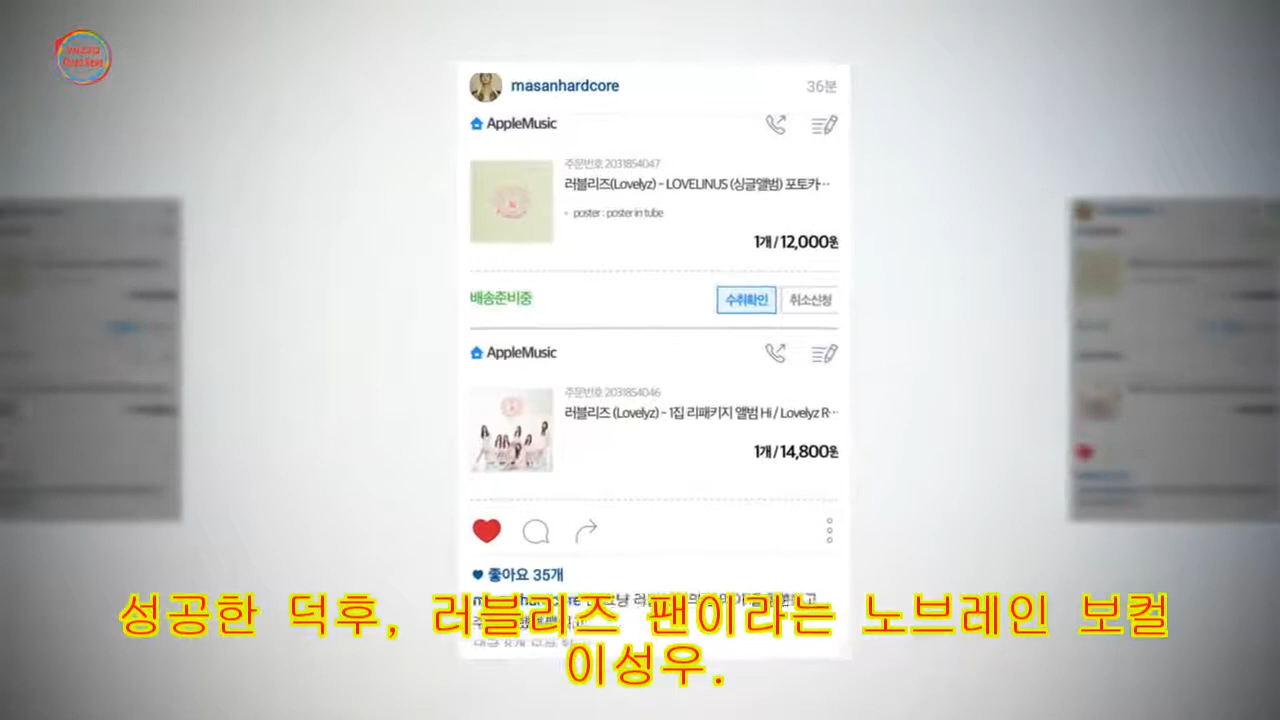 masanhardcore 36분
AppleMusic
주문번호 2031854047
러블리즈(Lovelyz) - LOVELINUS (싱글앨범) 포토카…
poster : poster in tube
1개 / 12,000원
배송준비중 수취확인 취소신청
AppleMusic
주문번호 2031854046
러블리즈 (Lovelyz) - 1집 리패키지 앨범 Hi / Lovelyz R…
1개 / 14,800원
좋아요 35개
성공한 덕후, 러블리즈 팬이라는 노브레인 보컬
이성우.